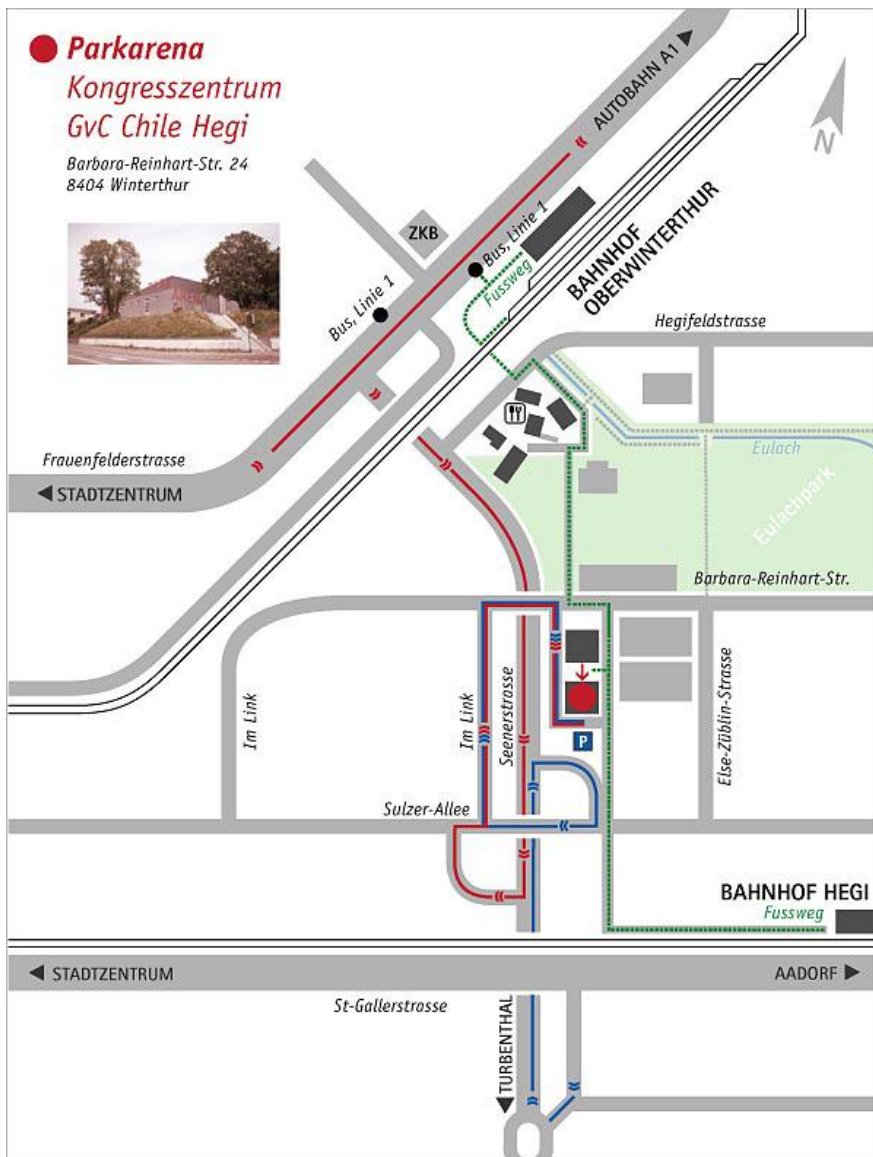 Parkarena
Kongresszentrum
GvC Chile Hegi
Barbara-Reinhart-Str. 24
8404 Winterthur
AUTOBAHN A1
N
ZKB
Bus, Linie 1
Bus, Linie 1
Fussweg
BAHNHOF
OBERWINTERTHUR
Hegifeldstrasse
Frauenfelderstrasse
STADTZENTRUM
Eulach
Eulachpark
Barbara-Reinhart-Str.
Im Link
Im Link
Seenerstrasse
Else-Züblin-Strasse
P
Sulzer-Allee
BAHNHOF HEGI
Fussweg
STADTZENTRUM
AADORF
St-Gallerstrasse
TURBENTHAL